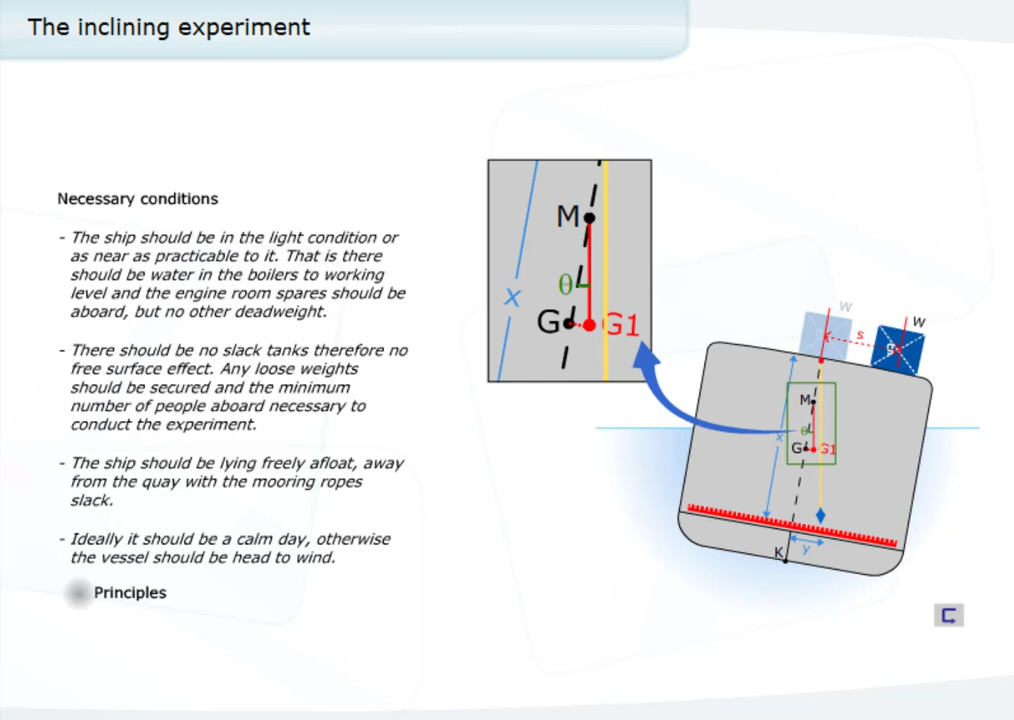 The inclining experiment
Necessary conditions
- The ship should be in the light condition or
as near as practicable to it. That is there
should be water in the boilers to working
level and the engine room spares should be
aboard, but no other deadweight.
- There should be no slack tanks therefore no
free surface effect. Any loose weights
should be secured and the minimum
number of people aboard necessary to
conduct the experiment.
- The ship should be lying freely afloat, away
from the quay with the mooring ropes
slack.
- Ideally it should be a calm day, otherwise
the vessel should be head to wind.
Principles
M
θ
x
G G1
w w
s
g
M
θ
x
G G1
K y